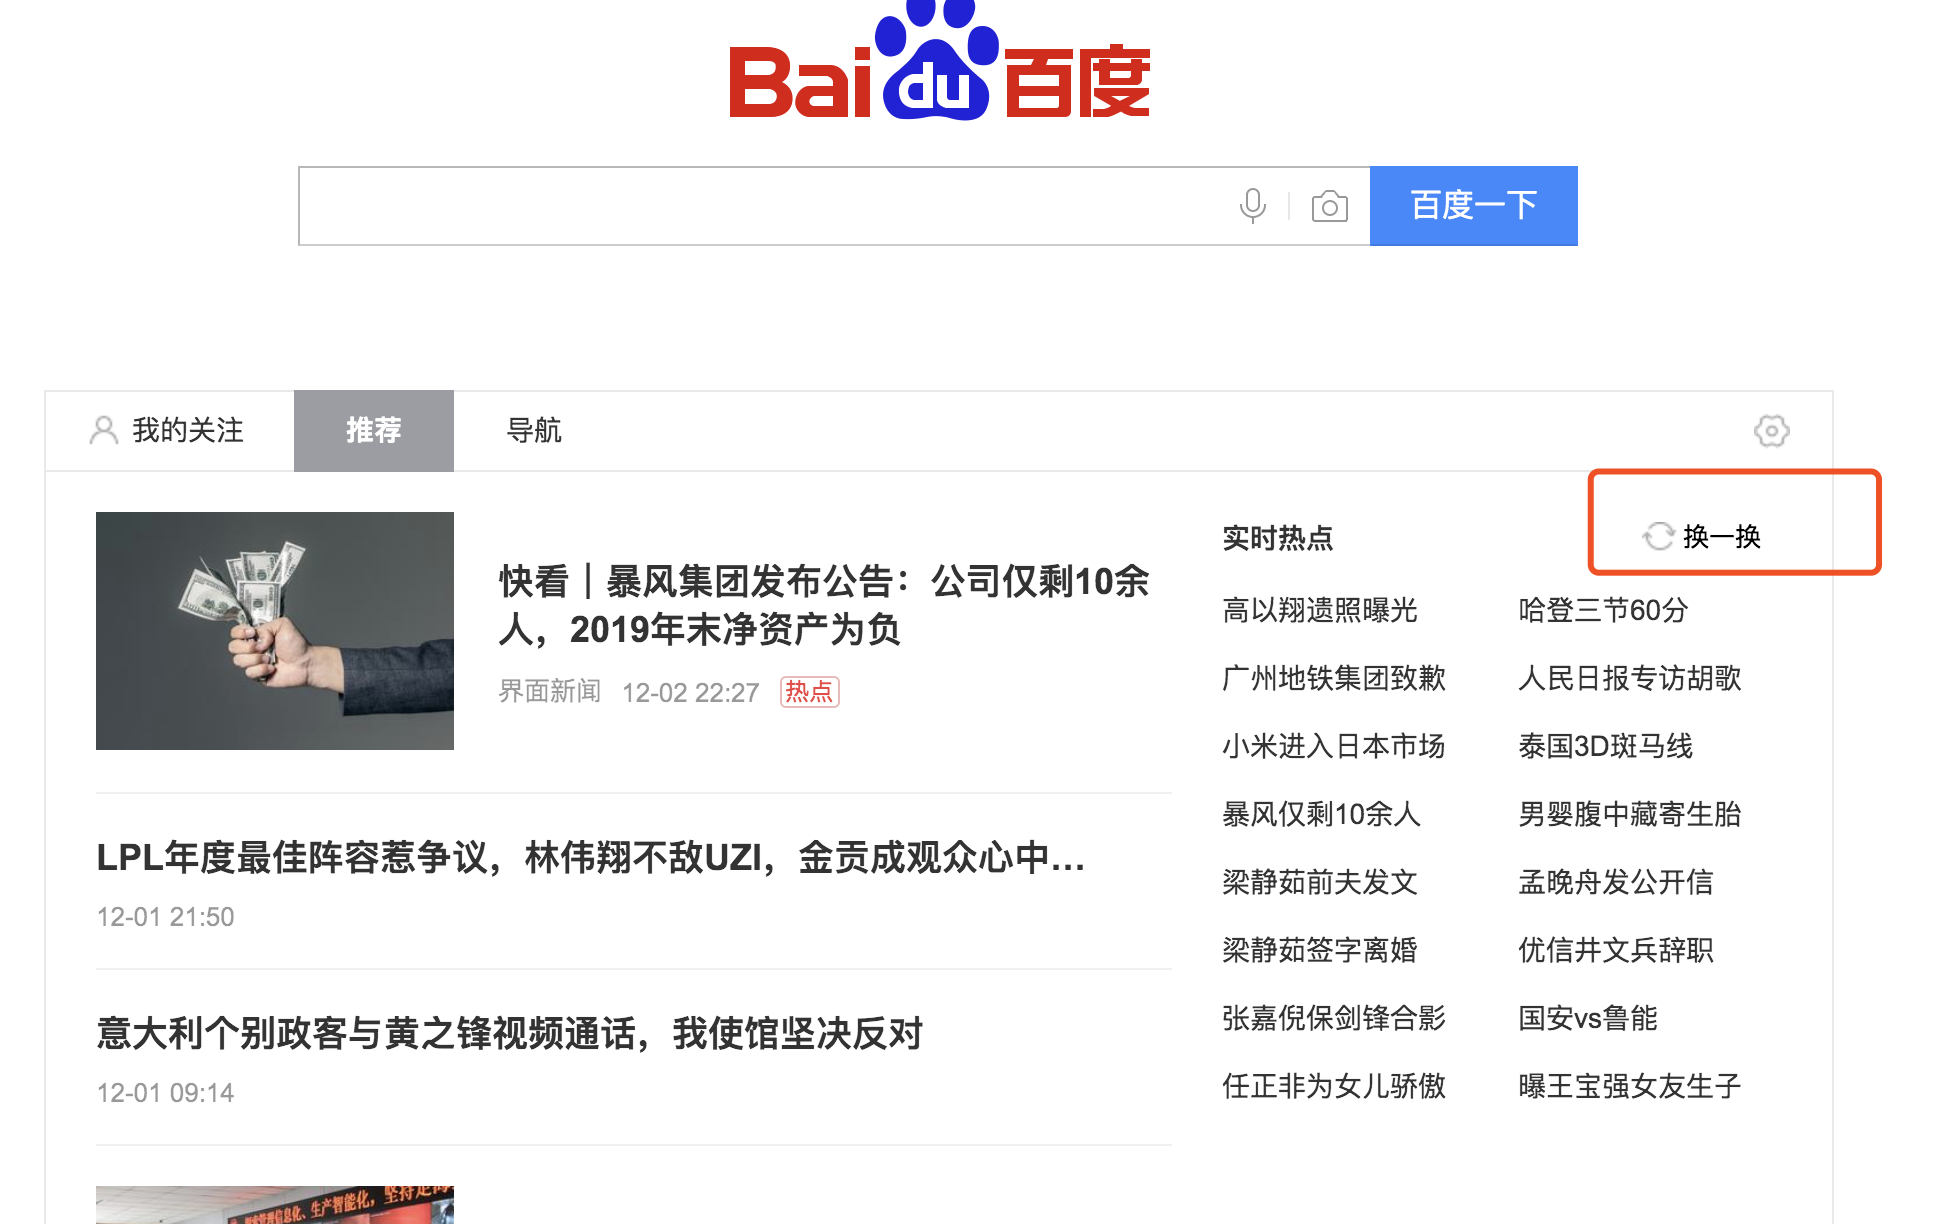 Bai du 百度
百度一下
我的关注
推荐
导航
快看｜暴风集团发布公告：公司仅剩10余
人，2019年末净资产为负
界面新闻 12-02 22:27 热点
LPL年度最佳阵容惹争议，林伟翔不敌UZI，金贡成观众心中...
12-01 21:50
意大利个别政客与黄之锋视频通话，我使馆坚决反对
12-01 09:14
实时热点
换一换
高以翔遗照曝光 哈登三节60分
广州地铁集团致歉 人民日报专访胡歌
小米进入日本市场 泰国3D斑马线
暴风仅剩10余人 男婴腹中藏寄生胎
梁静茹前夫发文 孟晚舟发公开信
梁静茹签字离婚 优信井文兵辞职
张嘉倪保剑锋合影 国安vs鲁能
任正非为女儿骄傲 曝王宝强女友生子
信息化、生产智能化，坚持走